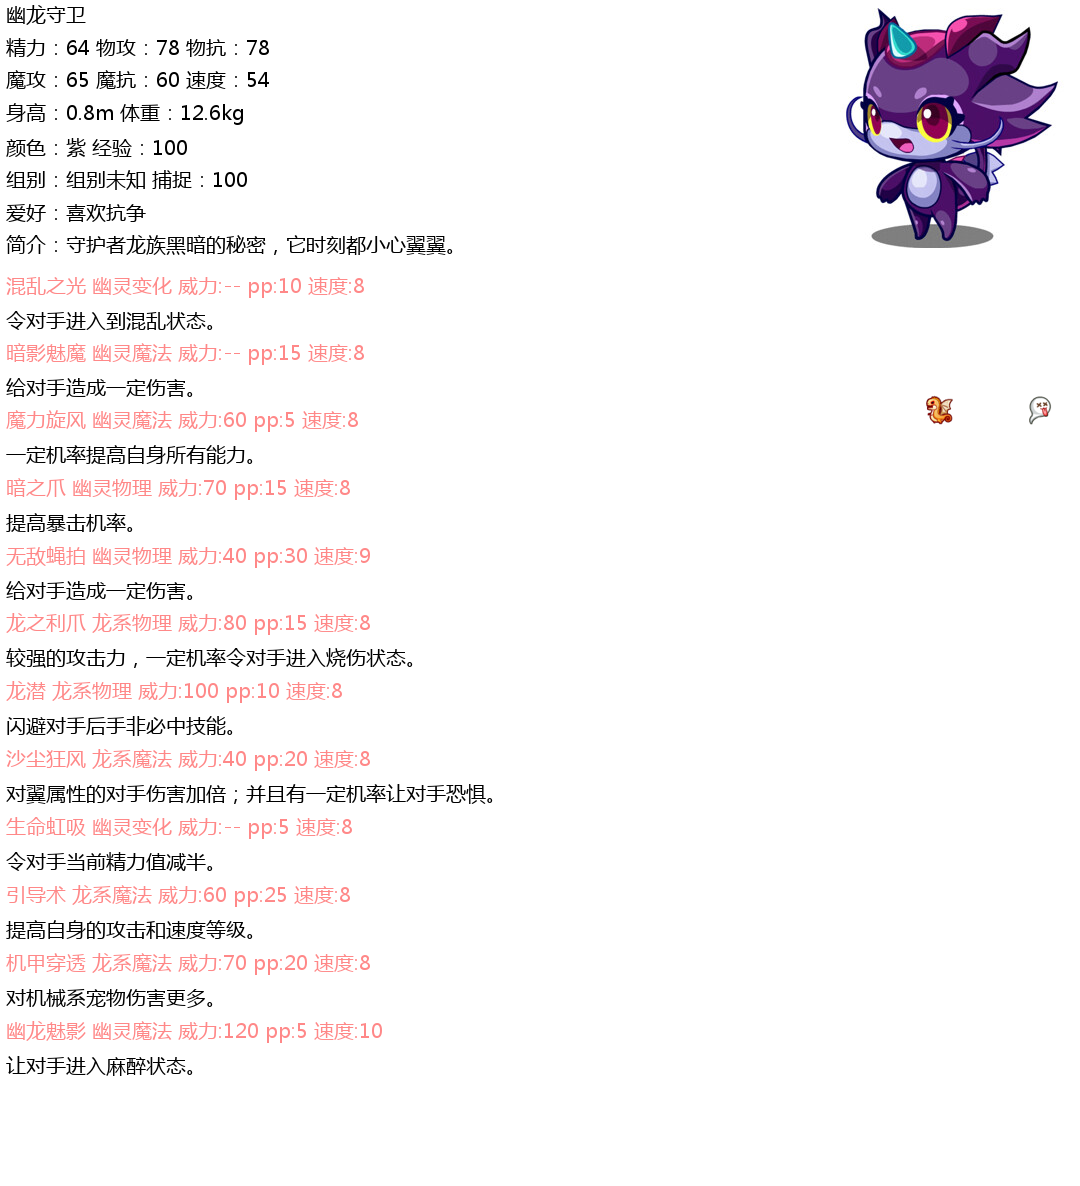 幽龙守卫
精力：64 物攻：78 物抗：78
魔攻：65 魔抗：60 速度：54
身高：0.8m 体重：12.6kg
颜色：紫 经验：100
组别：组别未知 捕捉：100
爱好：喜欢抗争
简介：守护者龙族黑暗的秘密，它时刻都小心翼翼。
混乱之光 幽灵变化 威力:-- pp:10 速度:8
令对手进入到混乱状态。
暗影魅魔 幽灵魔法 威力:-- pp:15 速度:8
给对手造成一定伤害。
魔力旋风 幽灵魔法 威力:60 pp:5 速度:8
一定机率提高自身所有能力。
暗之爪 幽灵物理 威力:70 pp:15 速度:8
提高暴击机率。
无敌蝇拍 幽灵物理 威力:40 pp:30 速度:9
给对手造成一定伤害。
龙之利爪 龙系物理 威力:80 pp:15 速度:8
较强的攻击力，一定机率令对手进入烧伤状态。
龙潜 龙系物理 威力:100 pp:10 速度:8
闪避对手后手非必中技能。
沙尘狂风 龙系魔法 威力:40 pp:20 速度:8
对翼属性的对手伤害加倍；并且有一定机率让对手恐惧。
生命虹吸 幽灵变化 威力:-- pp:5 速度:8
令对手当前精力值减半。
引导术 龙系魔法 威力:60 pp:25 速度:8
提高自身的攻击和速度等级。
机甲穿透 龙系魔法 威力:70 pp:20 速度:8
对机械系宠物伤害更多。
幽龙魅影 幽灵魔法 威力:120 pp:5 速度:10
让对手进入麻醉状态。